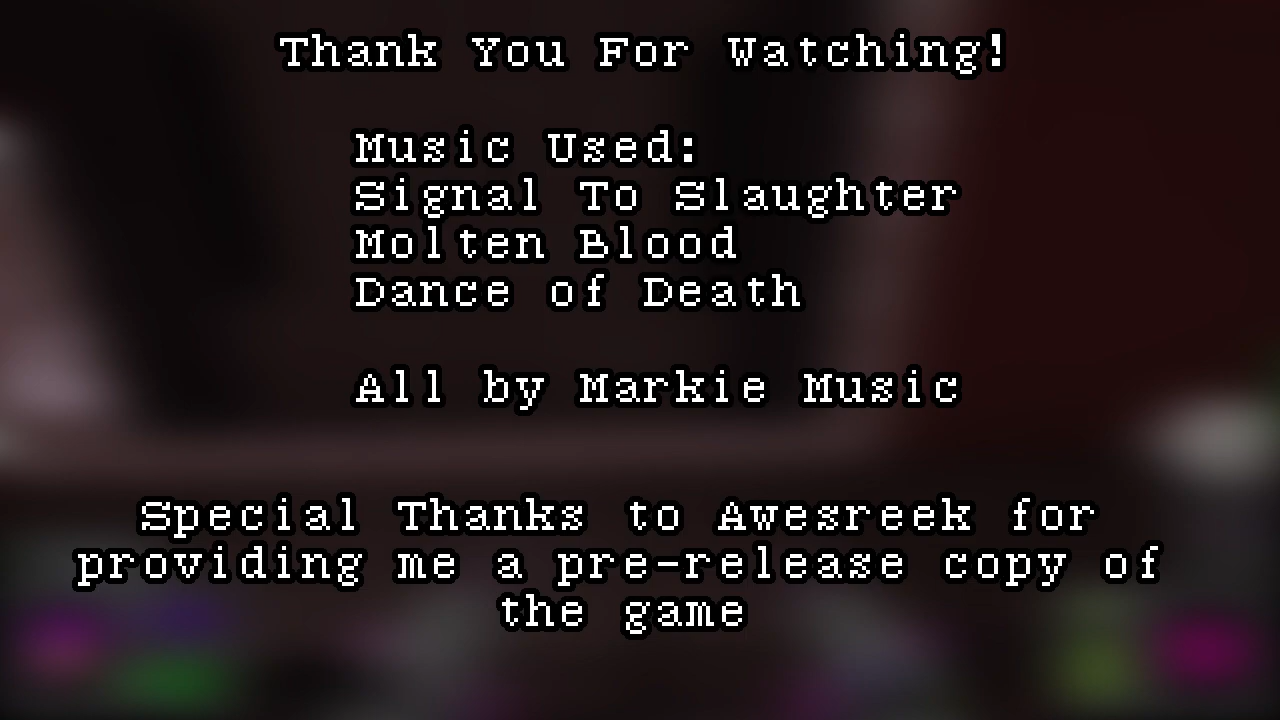 Thank You For Watching!
Music Used:
Signal To Slaughter
Molten Blood
Dance of Death
All by Markie Music
Special Thanks to Awesreek for
providing me a pre-release copy of
the game